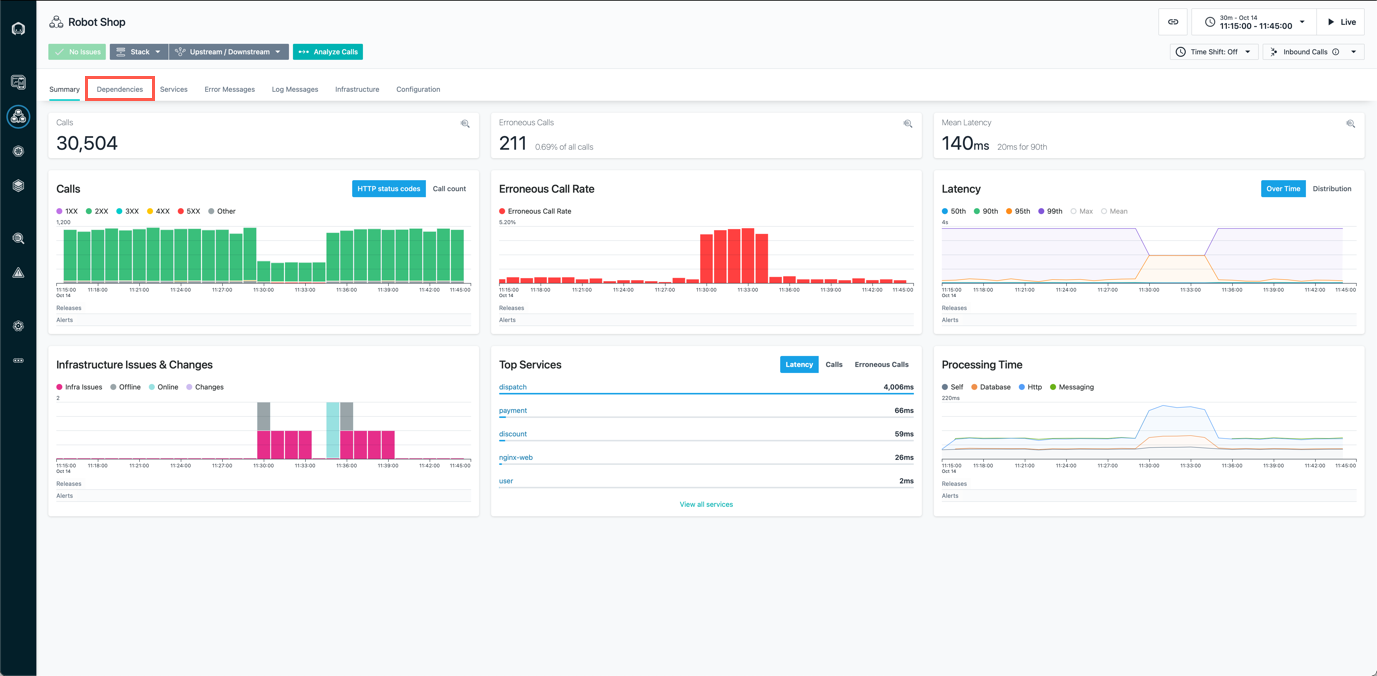 Robot Shop
30m - Oct 14
11:15:00 - 11:45:00
Live
No Issues
Stack
Upstream / Downstream
Analyze Calls
Time Shift: Off
Inbound Calls
Summary
Dependencies
Services
Error Messages
Log Messages
Infrastructure
Configuration
Calls
30,504
Erroneous Calls
211 0.69% of all calls
Mean Latency
140ms 20ms for 90th
Calls
HTTP status codes
Call count
1XX 2XX 3XX 4XX 5XX Other
1,200
11:15:00 11:18:00 11:21:00 11:24:00 11:27:00 11:30:00 11:33:00 11:36:00 11:39:00 11:42:00 11:45:00
Oct 14
Releases
Alerts
Erroneous Call Rate
Erroneous Call Rate
5.20%
11:15:00 11:18:00 11:21:00 11:24:00 11:27:00 11:30:00 11:33:00 11:36:00 11:39:00 11:42:00 11:45:00
Oct 14
Releases
Alerts
Latency
Over Time
Distribution
50th 90th 95th 99th Max Mean
4s
11:15:00 11:18:00 11:21:00 11:24:00 11:27:00 11:30:00 11:33:00 11:36:00 11:39:00 11:42:00 11:45:00
Oct 14
Releases
Alerts
Infrastructure Issues & Changes
Infra Issues Offline Online Changes
2
11:15:00 11:18:00 11:21:00 11:24:00 11:27:00 11:30:00 11:33:00 11:36:00 11:39:00 11:42:00 11:45:00
Oct 14
Releases
Alerts
Top Services
Latency
Calls
Erroneous Calls
dispatch 4,006ms
payment 66ms
discount 59ms
nginx-web 26ms
user 2ms
View all services
Processing Time
Self Database Http Messaging
220ms
11:15:00 11:18:00 11:21:00 11:24:00 11:27:00 11:30:00 11:33:00 11:36:00 11:39:00 11:42:00 11:45:00
Oct 14
Releases
Alerts